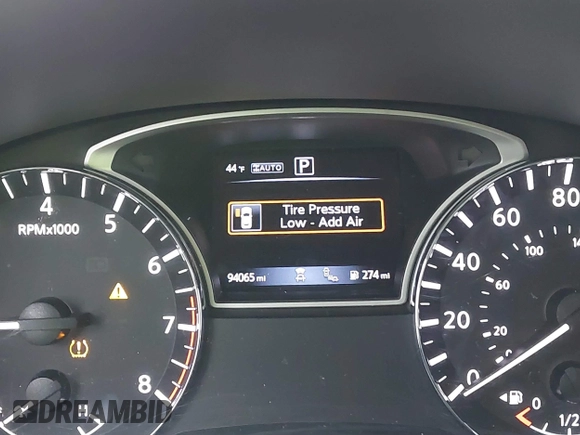 44°F AUTO P
Tire Pressure
Low - Add Air
94065 mi 274 mi
4 5 6 7 8
RPMx1000
0 20 40 60 80
0 20 60 100
1/2
DREAMBID